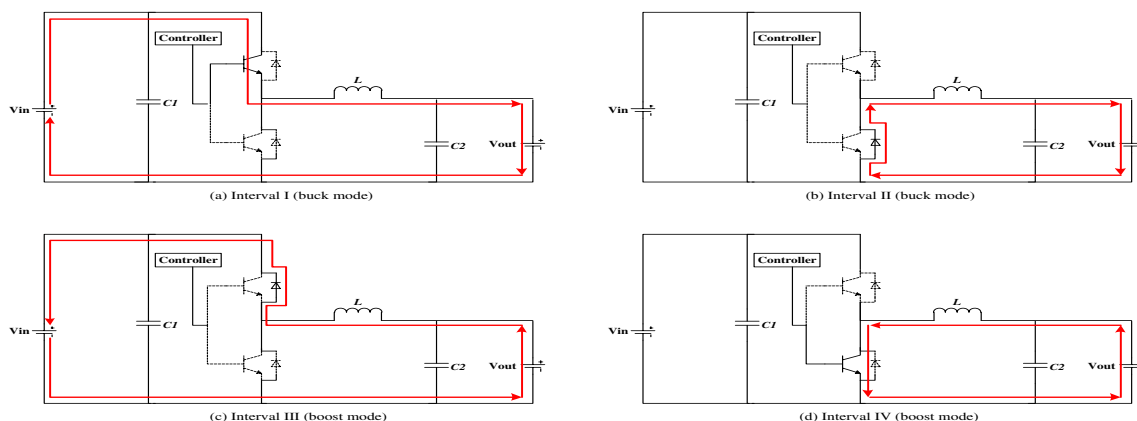 Controller
L
Vin
C1
C2
Vout
(a) Interval I (buck mode)
Controller
L
Vin
C1
C2
Vout
(b) Interval II (buck mode)
Controller
L
Vin
C1
C2
Vout
(c) Interval III (boost mode)
Controller
L
Vin
C1
C2
Vout
(d) Interval IV (boost mode)